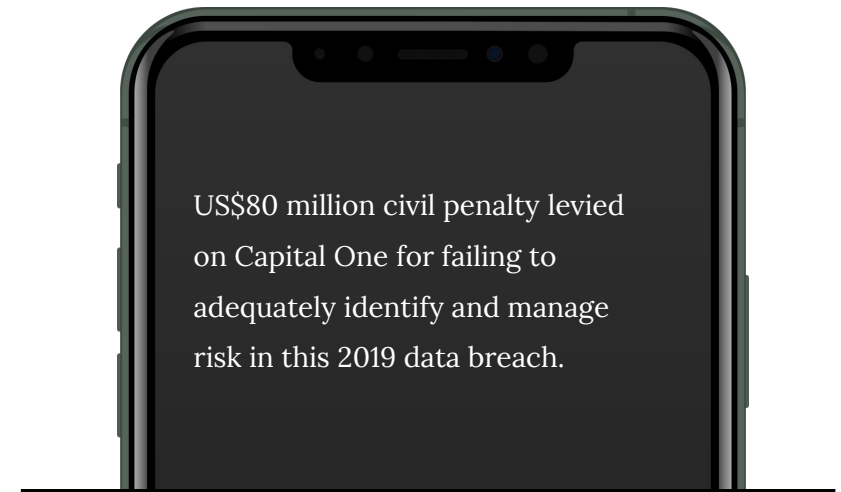 US$80 million civil penalty levied
on Capital One for failing to
adequately identify and manage
risk in this 2019 data breach.